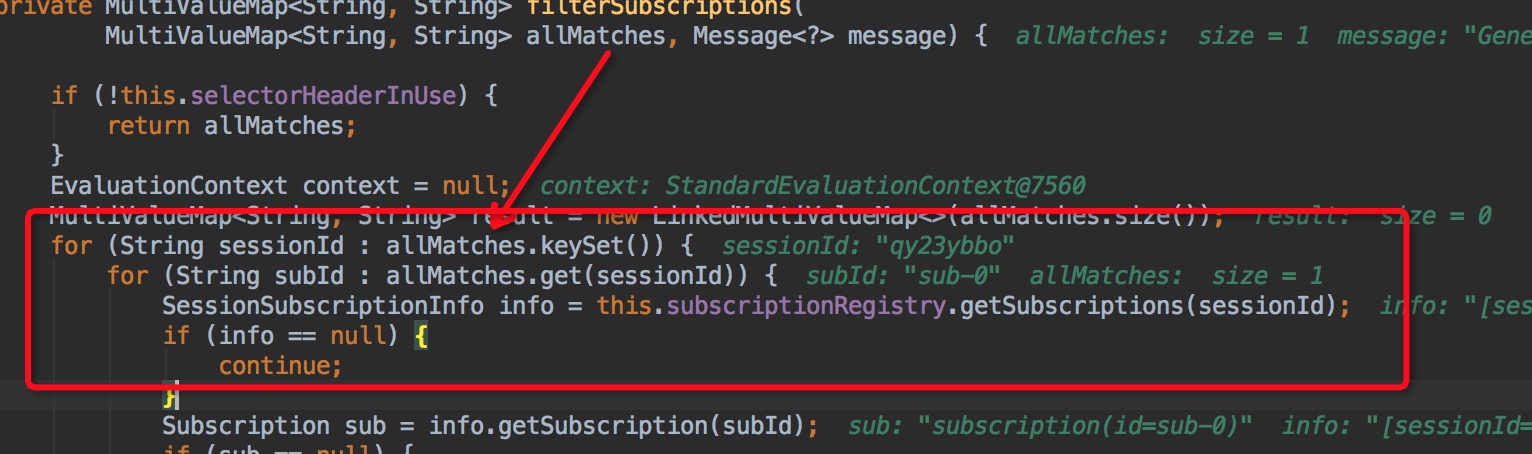 private MultiValueMap<String, String> filterSubscriptions(
MultiValueMap<String, String> allMatches, Message<?> message) {  allMatches:  size = 1  message: "Gene
if (!this.selectorHeaderInUse) {
return allMatches;
}
EvaluationContext context = null;  context: StandardEvaluationContext@7560
MultiValueMap<String, String> result = new LinkedMultiValueMap<>(allMatches.size());  result:  size = 0
for (String sessionId : allMatches.keySet()) {  sessionId: "qy23ybbo"
for (String subId : allMatches.get(sessionId)) {  subId: "sub-0"  allMatches:  size = 1
SessionSubscriptionInfo info = this.subscriptionRegistry.getSubscriptions(sessionId);  info: "[ses
if (info == null) {
continue;
}
Subscription sub = info.getSubscription(subId);  sub: "subscription(id=sub-0)"  info: "[sessionId=
if (sub == null) {